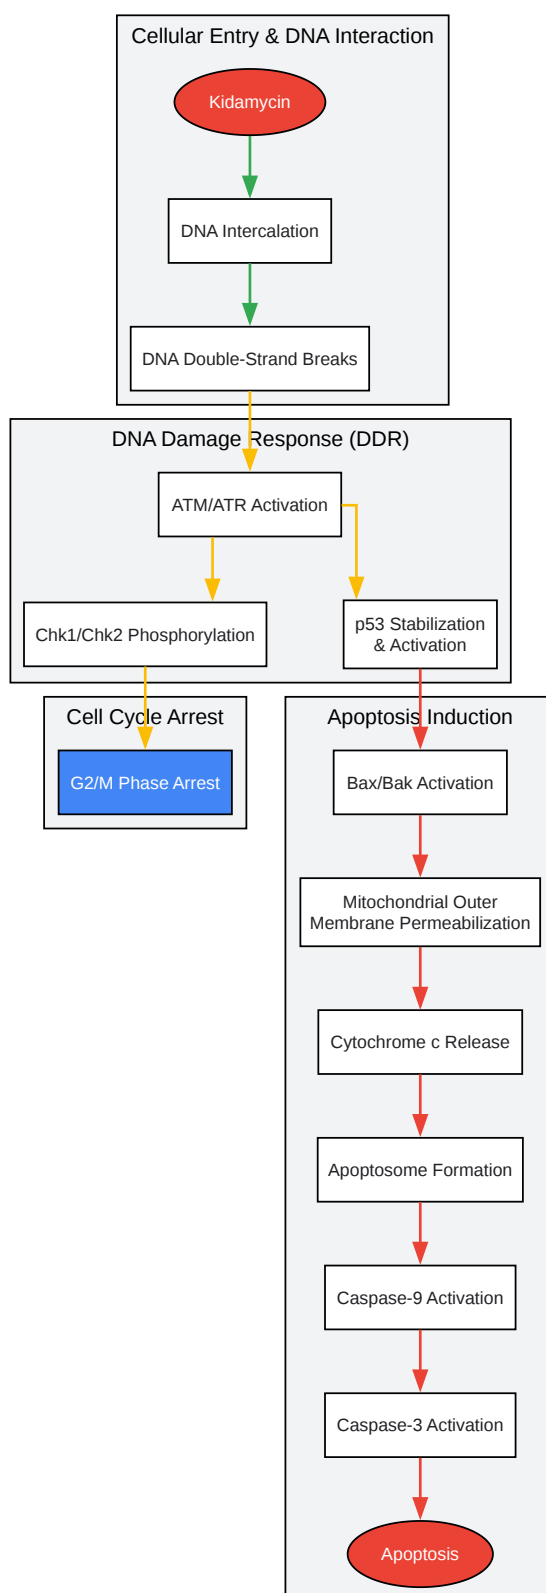 Cellular Entry & DNA Interaction
Kidamycin
DNA Intercalation
DNA Double-Strand Breaks
DNA Damage Response (DDR)
ATM/ATR Activation
Chk1/Chk2 Phosphorylation
p53 Stabilization
& Activation
Cell Cycle Arrest
G2/M Phase Arrest
Apoptosis Induction
Bax/Bak Activation
Mitochondrial Outer
Membrane Permeabilization
Cytochrome c Release
Apoptosome Formation
Caspase-9 Activation
Caspase-3 Activation
Apoptosis